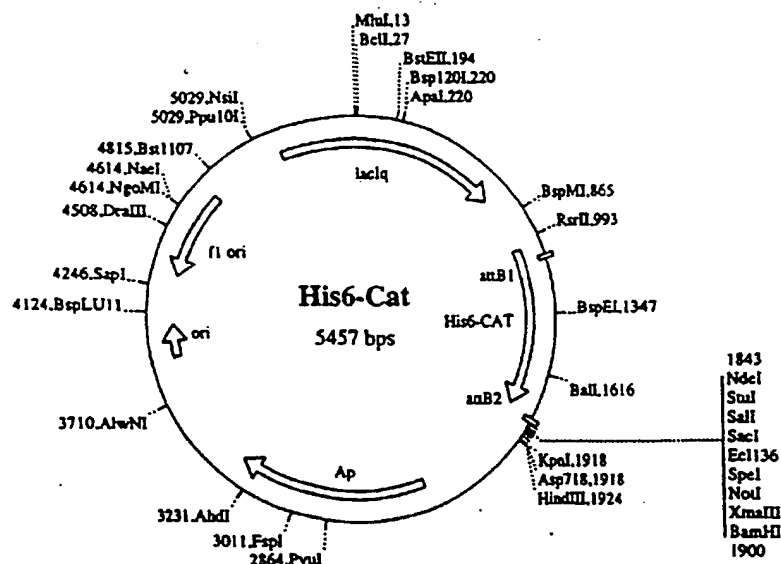 MluI,13
BclI,27
BstEII,194
Bsp120I,220
ApaI,220
5029,NsiI
5029,Ppu10I
4815,Bst1107
4614,NaeI
4614,NgoMI
4508,DraIII
lacIq
BspMI,865
RsrII,993
f1 ori
attB1
4246,SapI
4124,BspLU11
His6-Cat
5457 bps
His6-CAT
BspEI,1347
ori
attB2
BalI,1616
1843
NdeI
StuI
SalI
SacI
Ecl136
SpeI
NotI
XmaIII
BamHI
1900
3710,AlwNI
KpnI,1918
Asp718,1918
HindIII,1924
Ap
3231,AhdI
3011,FspI
2864,PvuI